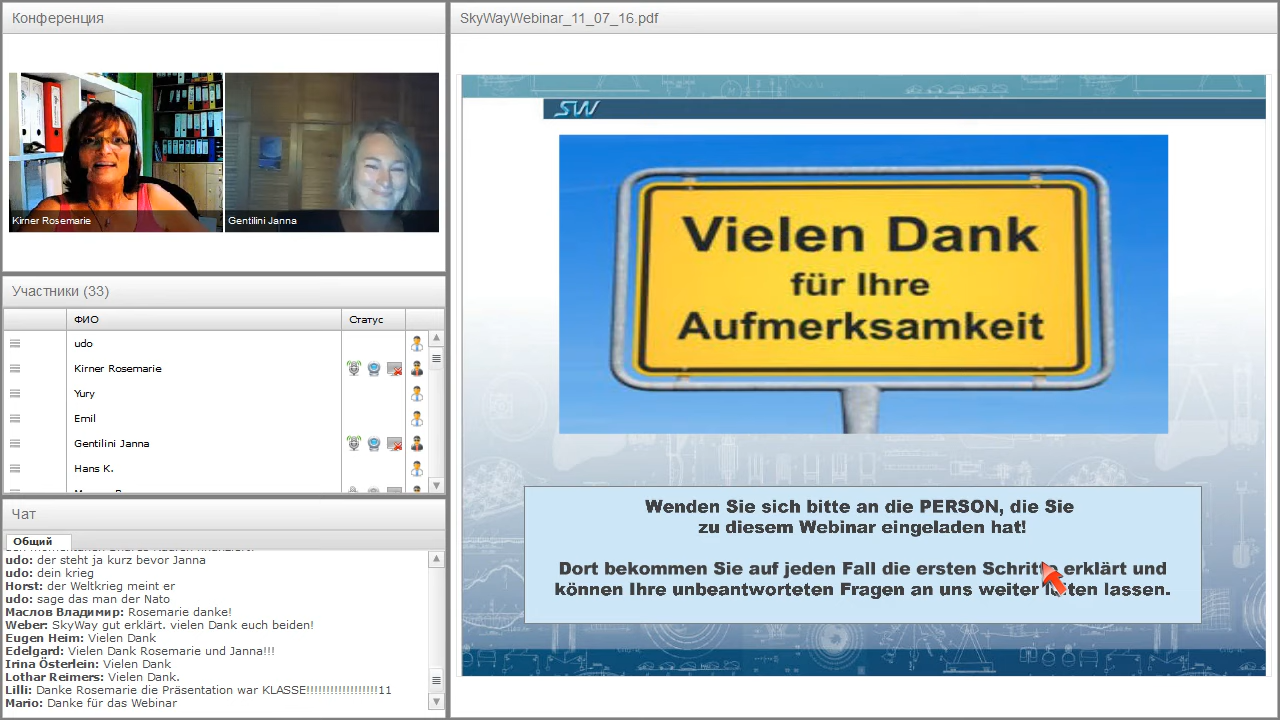 Конференция
Kirner Rosemarie
Gentilini Janna
Участники (33)
ФИО
Статус
udo
Kirner Rosemarie
Yury
Emil
Gentilini Janna
Hans K.
Чат
Общий
udo: der steht ja kurz bevor Janna
udo: dein krieg
Horst: der Weltkrieg meint er
udo: sage das man der Nato
Маслов Владимир: Rosemarie danke!
Weber: SkyWay gut erklärt. vielen Dank euch beiden!
Eugen Heim: Vielen Dank
Edelgard: Vielen Dank Rosemarie und Janna!!!
Irina Österlein: Vielen Dank
Lothar Reimers: Vielen Dank.
Lilli: Danke Rosemarie die Präsentation war KLASSE!!!!!!!!!!!!!!!!!!11
Mario: Danke für das Webinar
SkyWayWebinar_11_07_16.pdf
SW
Vielen Dank
für Ihre
Aufmerksamkeit
Wenden Sie sich bitte an die PERSON, die Sie
zu diesem Webinar eingeladen hat!
Dort bekommen Sie auf jeden Fall die ersten Schritte erklärt und
können Ihre unbeantworteten Fragen an uns weiter leiten lassen.